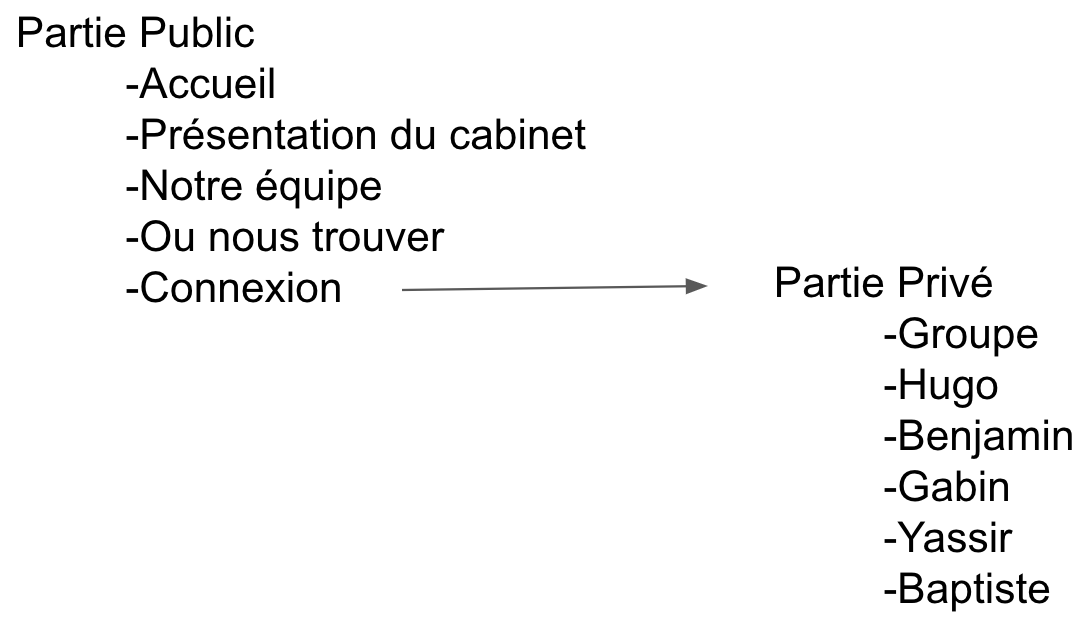 Partie Public
-Accueil
-Présentation du cabinet
-Notre équipe
-Ou nous trouver
-Connexion
Partie Privé
-Groupe
-Hugo
-Benjamin
-Gabin
-Yassir
-Baptiste